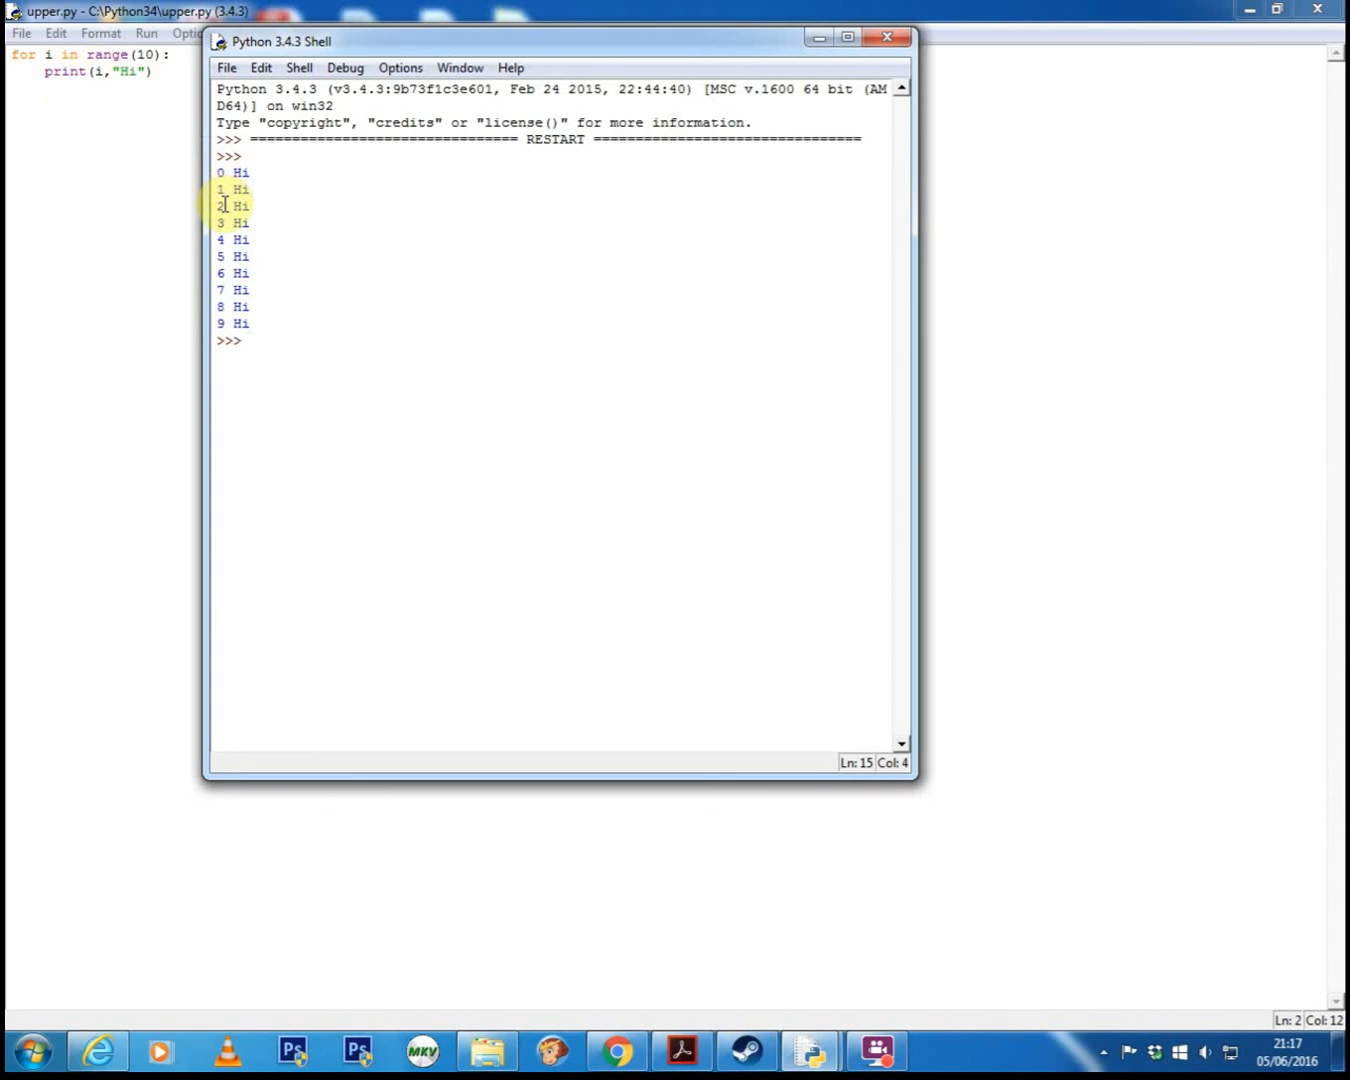 upper.py - C:\Python34\upper.py (3.4.3)
File Edit Format Run Optio
for i in range(10):
    print(i,"Hi")
Python 3.4.3 Shell
File Edit Shell Debug Options Window Help
Python 3.4.3 (v3.4.3:9b73f1c3e601, Feb 24 2015, 22:44:40) [MSC v.1600 64 bit (AM
D64)] on win32
Type "copyright", "credits" or "license()" for more information.
>>> ================================ RESTART ================================
>>>
0 Hi
1 Hi
2 Hi
3 Hi
4 Hi
5 Hi
6 Hi
7 Hi
8 Hi
9 Hi
>>>
Ln: 15 Col: 4
Ln: 2 Col: 12
Ps Ps MKV
21:17
05/06/2016